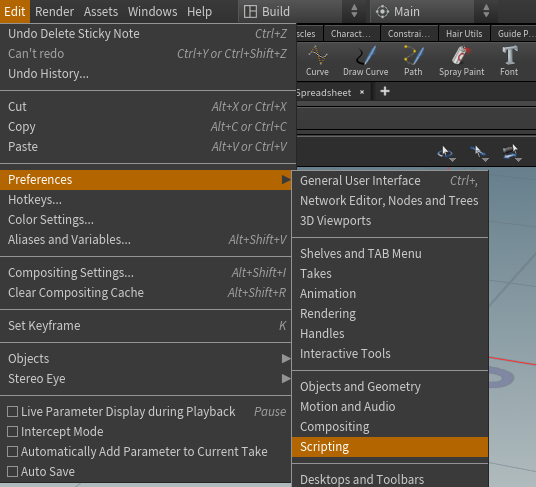 Edit Render Assets Windows Help Build Main
Undo Delete Sticky Note Ctrl+Z
Can't redo Ctrl+Y or Ctrl+Shift+Z
Undo History...
Cut Alt+X or Ctrl+X
Copy Alt+C or Ctrl+C
Paste Alt+V or Ctrl+V
Preferences
Hotkeys...
Color Settings...
Aliases and Variables... Alt+Shift+V
Compositing Settings... Alt+Shift+I
Clear Compositing Cache Alt+Shift+R
Set Keyframe K
Objects
Stereo Eye
Live Parameter Display during Playback Pause
Intercept Mode
Automatically Add Parameter to Current Take
Auto Save
scles Charact... Constrai... Hair Utils Guide P...
Curve Draw Curve Path Spray Paint Font
Spreadsheet × +
General User Interface Ctrl+,
Network Editor, Nodes and Trees
3D Viewports
Shelves and TAB Menu
Takes
Animation
Rendering
Handles
Interactive Tools
Objects and Geometry
Motion and Audio
Compositing
Scripting
Desktops and Toolbars